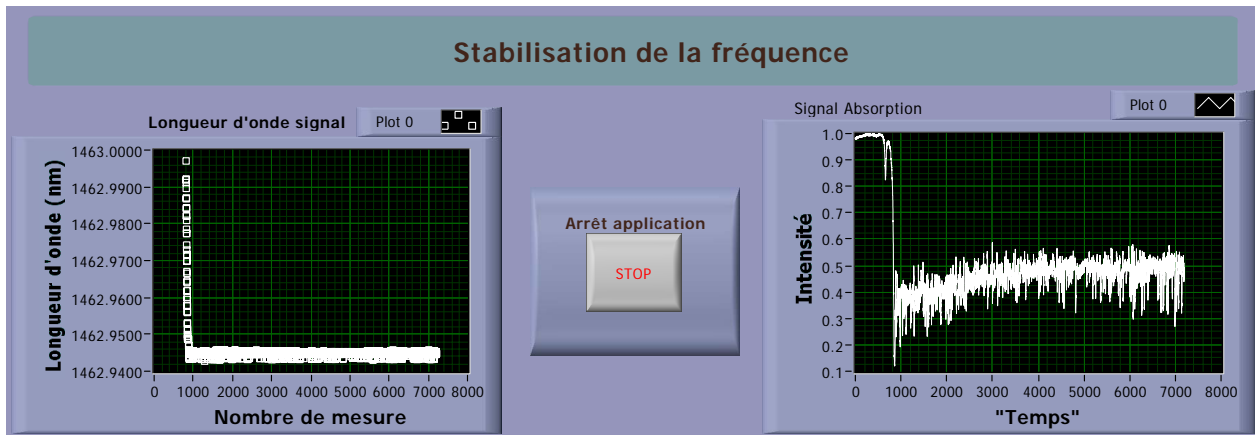 Stabilisation de la fréquence
Longueur d'onde signal
Plot 0
Longueur d'onde (nm)
1463.0000
1462.9900
1462.9800
1462.9700
1462.9600
1462.9500
1462.9400
0 1000 2000 3000 4000 5000 6000 7000 8000
Nombre de mesure
Arrêt application
STOP
Signal Absorption
Plot 0
Intensité
1.0
0.9
0.8
0.7
0.6
0.5
0.4
0.3
0.2
0.1
0 1000 2000 3000 4000 5000 6000 7000 8000
"Temps"